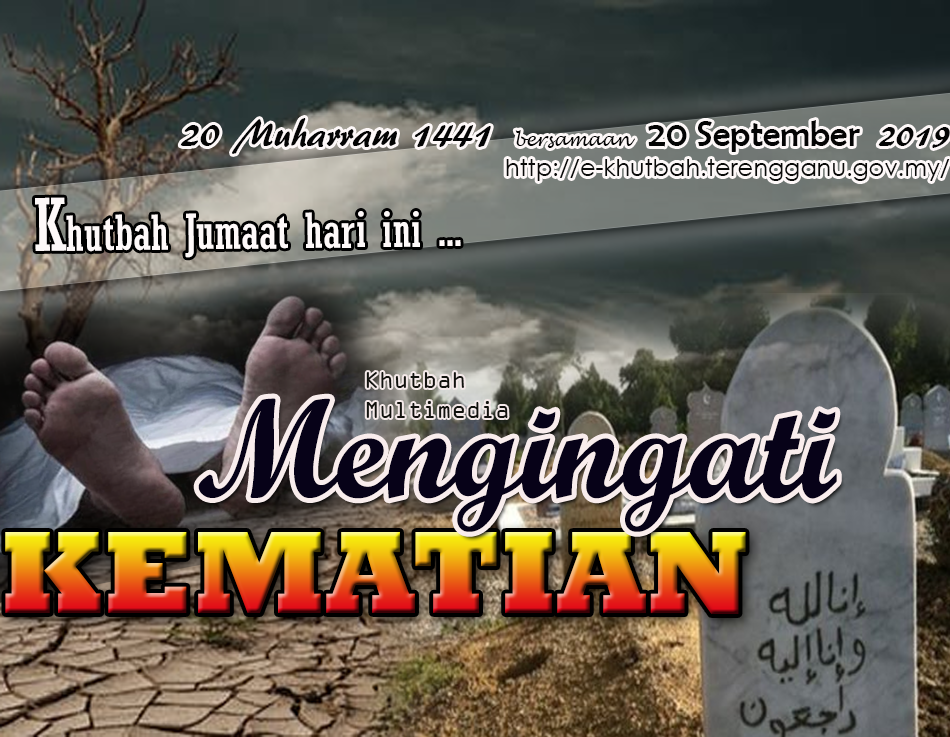 20 Muharram 1441 bersamaan 20 September 2019
http://e-khutbah.terengganu.gov.my/
Khutbah Jumaat hari ini ...
Khutbah
Multimedia
Mengingati
KEMATIAN
إنا لله
وإنا إليه
راجعون